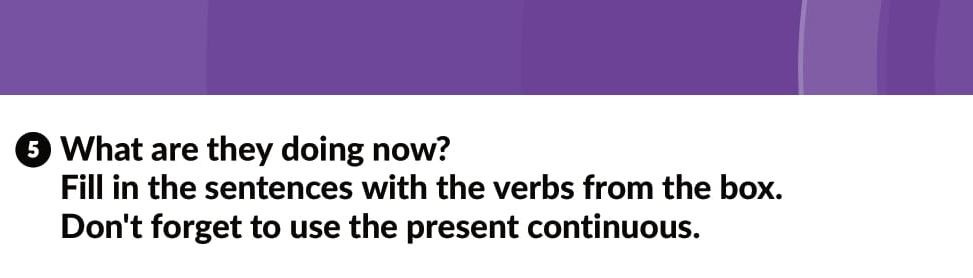 5 What are they doing now?
Fill in the sentences with the verbs from the box.
Don't forget to use the present continuous.